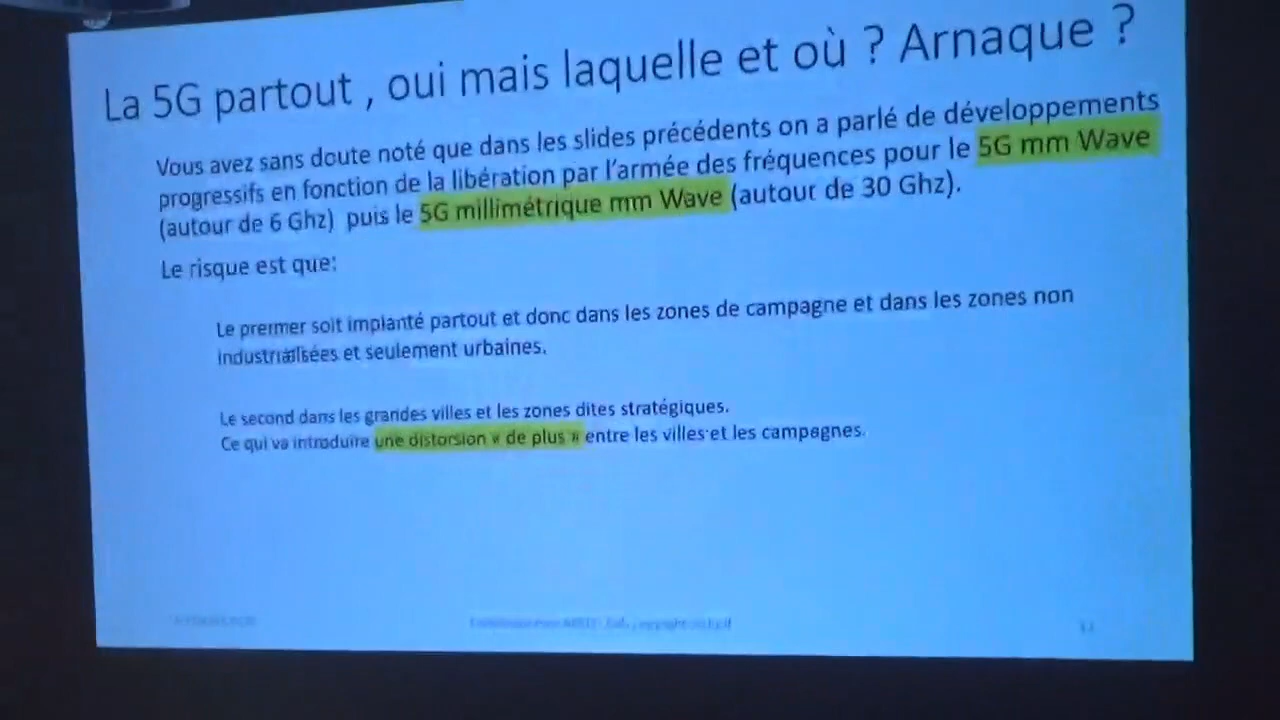 La 5G partout , oui mais laquelle et où ? Arnaque ?
Vous avez sans doute noté que dans les slides précédents on a parlé de développements
progressifs en fonction de la libération par l’armée des fréquences pour le 5G mm Wave
(autour de 6 Ghz) puis le 5G millimétrique mm Wave (autour de 30 Ghz).
Le risque est que:
Le premier soit implanté partout et donc dans les zones de campagne et dans les zones non
industrialisées et seulement urbaines.
Le second dans les grandes villes et les zones dites stratégiques.
Ce qui va introduire une distorsion « de plus » entre les villes et les campagnes.